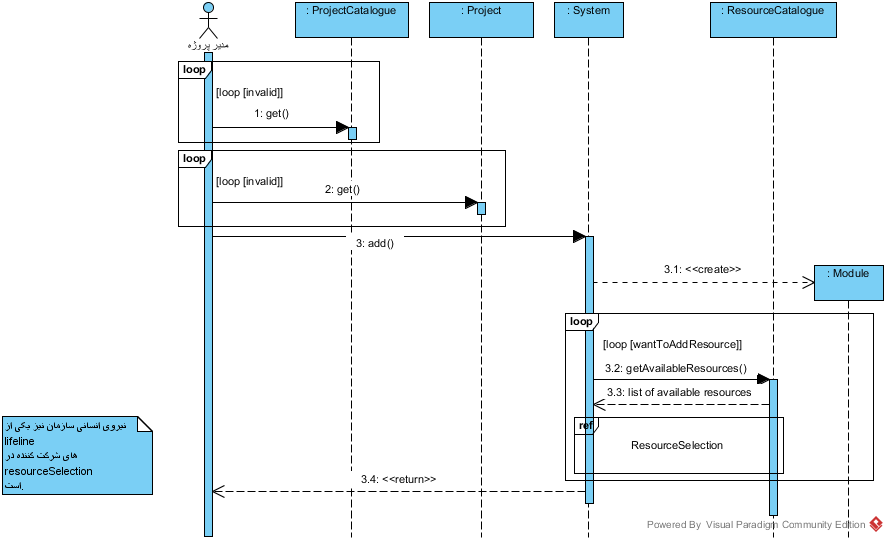 : ProjectCatalogue
: Project
: System
: ResourceCatalogue
مدیر پروژه
loop
[loop [invalid]]
1: get()
loop
[loop [invalid]]
2: get()
3: add()
3.1: <<create>>
: Module
loop
[loop [wantToAddResource]]
3.2: getAvailableResources()
3.3: list of available resources
ref
ResourceSelection
نیروی انسانی سازمان نیز یکی از
lifeline
های شرکت کننده در
resourceSelection
است.
3.4: <<return>>
Powered By Visual Paradigm Community Edition